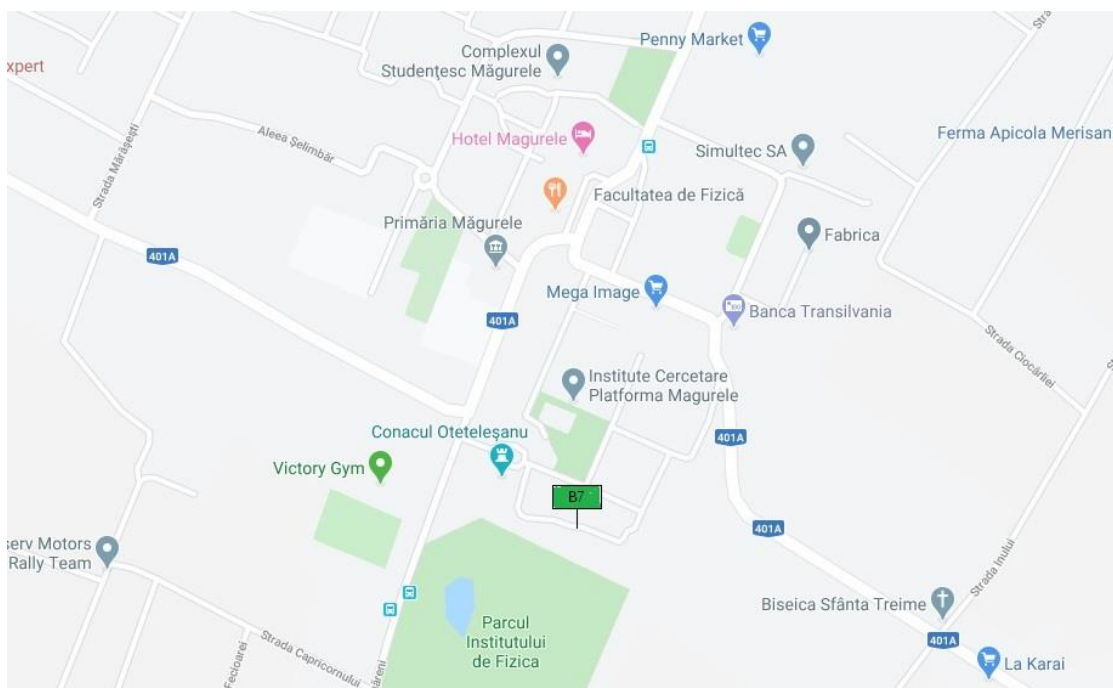 Penny Market
Complexul
Studențesc Măgurele
xpert
Strada Mărășești
Aleea Șelimbăr
Hotel Magurele
Simultec SA
Ferma Apicola Merisan
Facultatea de Fizică
Primăria Măgurele
Fabrica
401A
Mega Image
Banca Transilvania
401A
Strada Ciocârliei
Institute Cercetare
Platforma Magurele
Conacul Oteteleșanu
401A
Victory Gym
B7
401A
serv Motors
Rally Team
Strada Inului
Biseica Sfânta Treime
Parcul
Institutului
de Fizica
401A
Strada Capricornului
Fecioarei
La Karai